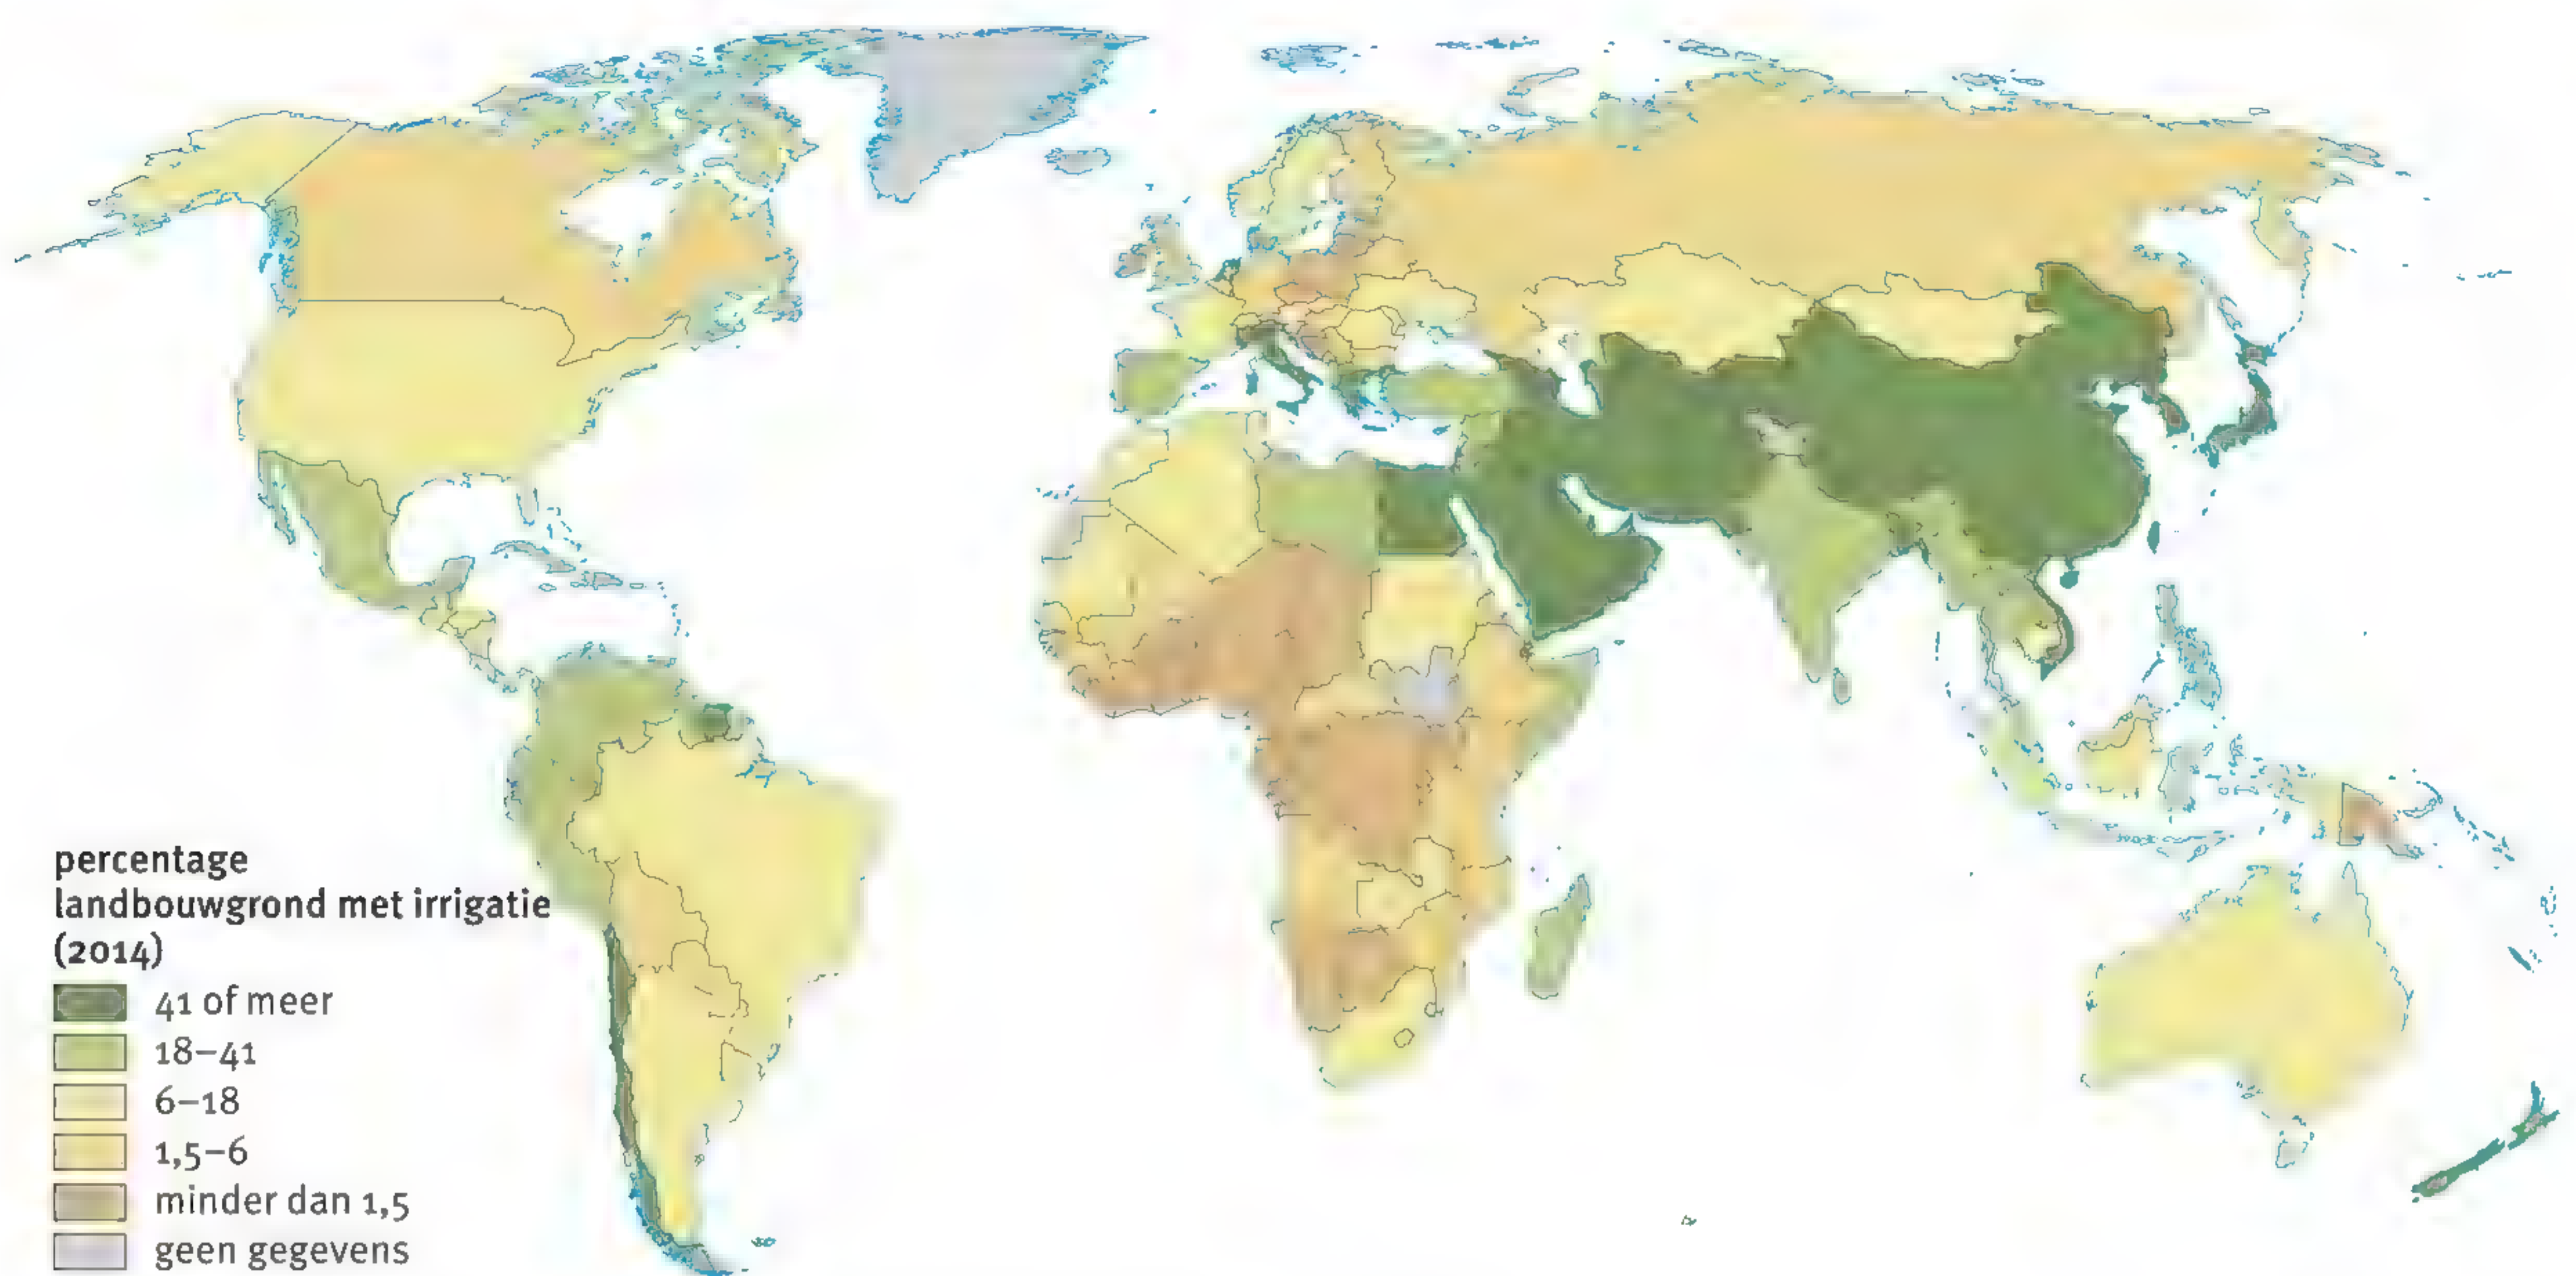 percentage
landbouwgrond met irrigatie
(2014)
41 of meer
18–41
6–18
1,5–6
minder dan 1,5
geen gegevens